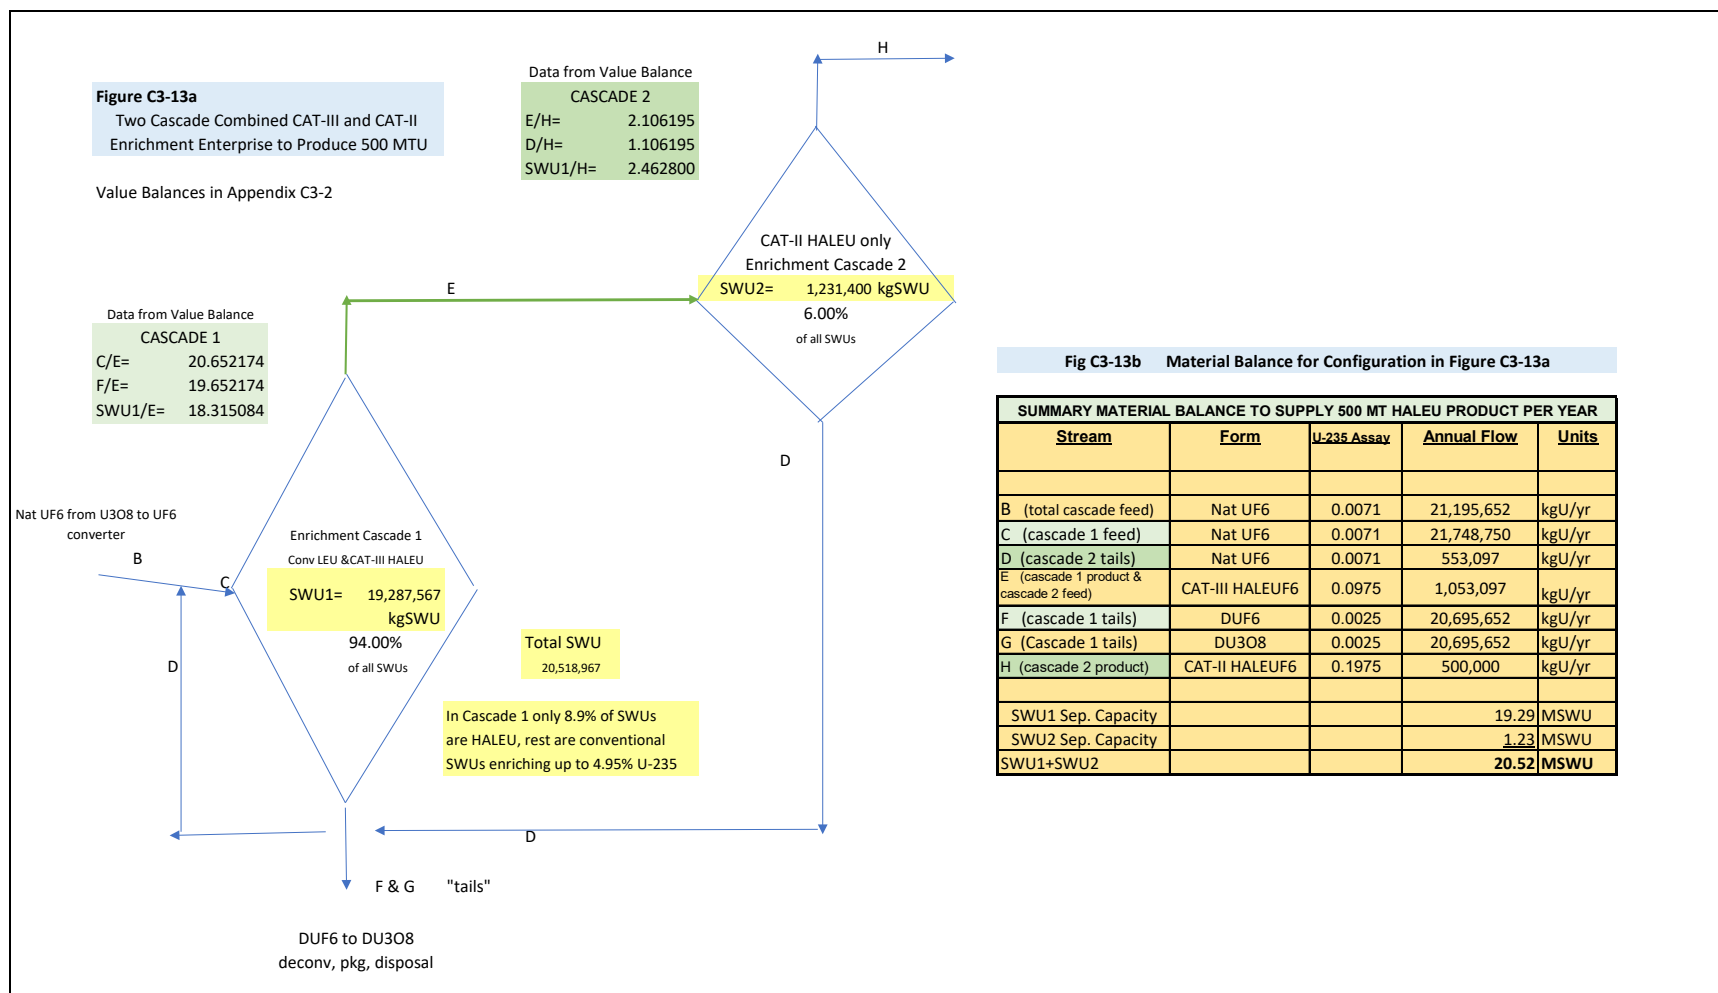 H
Data from Value Balance
CASCADE 2
E/H= 2.106195
D/H= 1.106195
SWU1/H= 2.462800
Figure C3-13a
Two Cascade Combined CAT-III and CAT-II
Enrichment Enterprise to Produce 500 MTU
Value Balances in Appendix C3-2
CAT-II HALEU only
Enrichment Cascade 2
SWU2= 1,231,400 kgSWU
6.00%
of all SWUs
E
Data from Value Balance
CASCADE 1
C/E= 20.652174
F/E= 19.652174
SWU1/E= 18.315084
D
Nat UF6 from U3O8 to UF6
converter
B
C
Enrichment Cascade 1
Conv LEU &CAT-III HALEU
SWU1= 19,287,567
kgSWU
94.00%
of all SWUs
D
Total SWU
20,518,967
In Cascade 1 only 8.9% of SWUs
are HALEU, rest are conventional
SWUs enriching up to 4.95% U-235
D
F & G "tails"
DUF6 to DU3O8
deconv, pkg, disposal
Fig C3-13b Material Balance for Configuration in Figure C3-13a
SUMMARY MATERIAL BALANCE TO SUPPLY 500 MT HALEU PRODUCT PER YEAR
Stream Form U-235 Assay Annual Flow Units
B (total cascade feed) Nat UF6 0.0071 21,195,652 kgU/yr
C (cascade 1 feed) Nat UF6 0.0071 21,748,750 kgU/yr
D (cascade 2 tails) Nat UF6 0.0071 553,097 kgU/yr
E (cascade 1 product &
cascade 2 feed) CAT-III HALEUF6 0.0975 1,053,097 kgU/yr
F (cascade 1 tails) DUF6 0.0025 20,695,652 kgU/yr
G (Cascade 1 tails) DU3O8 0.0025 20,695,652 kgU/yr
H (cascade 2 product) CAT-II HALEUF6 0.1975 500,000 kgU/yr
SWU1 Sep. Capacity 19.29 MSWU
SWU2 Sep. Capacity 1.23 MSWU
SWU1+SWU2 20.52 MSWU